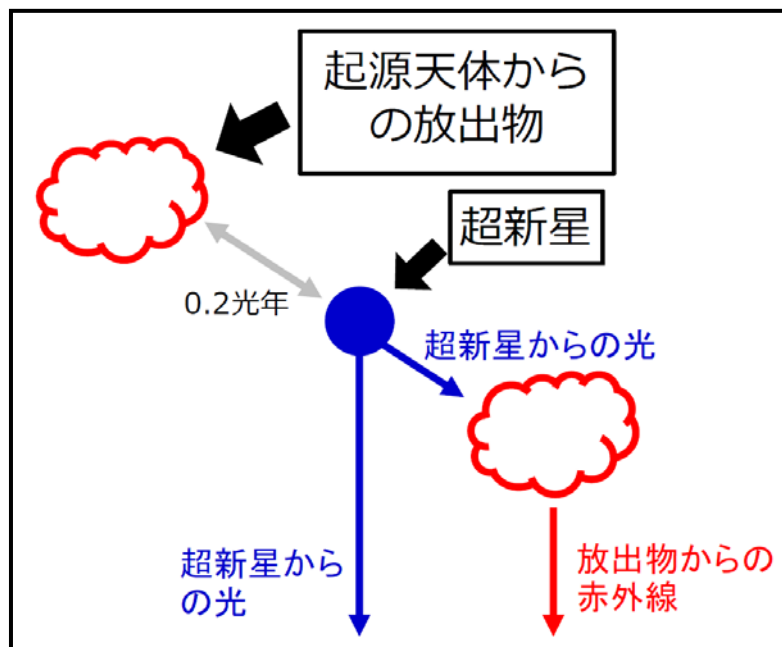 起源天体から
の放出物
超新星
0.2光年
超新星からの光
超新星から
の光
放出物からの
赤外線